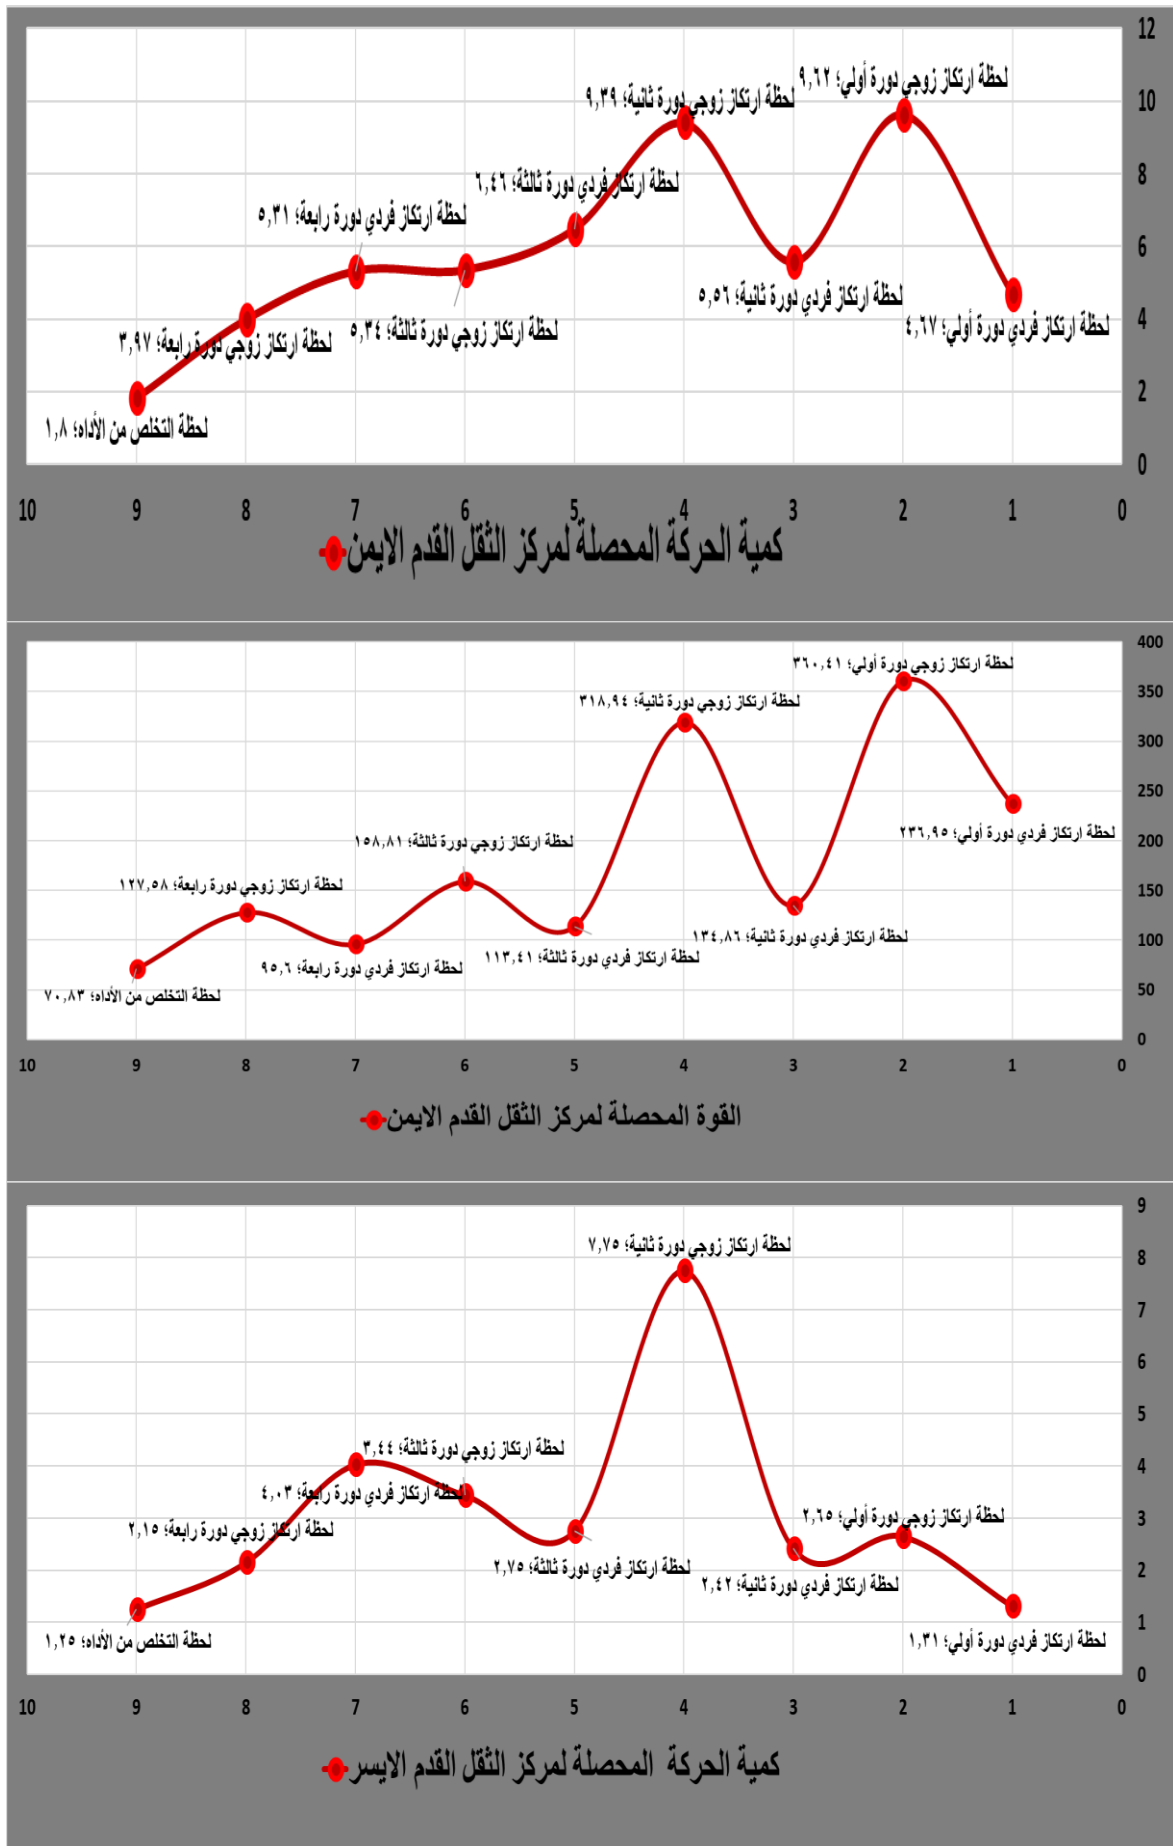 12
10
8
6
4
2
0
لحظة ارتكاز فردي دورة أولي؛ ٤,٦٧
لحظة ارتكاز زوجي دورة أولي؛ ٩,٦٢
لحظة ارتكاز فردي دورة ثانية؛ ٥,٥٦
لحظة ارتكاز زوجي دورة ثانية؛ ٩,٣٩
لحظة ارتكاز فردي دورة ثالثة؛ ٦,٤٦
لحظة ارتكاز زوجي دورة ثالثة؛ ٥,٣٤
لحظة ارتكاز فردي دورة رابعة؛ ٥,٣١
لحظة ارتكاز زوجي دورة رابعة؛ ٣,٩٧
لحظة التخلص من الأداه؛ ١,٨
10 9 8 7 6 5 4 3 2 1 0
كمية الحركة المحصلة لمركز الثقل القدم الايمن
400
350
300
250
200
150
100
50
0
لحظة ارتكاز فردي دورة أولي؛ ٢٣٦,٩٥
لحظة ارتكاز زوجي دورة أولي؛ ٣٦٠,٤١
لحظة ارتكاز فردي دورة ثانية؛ ١٣٤,٨٦
لحظة ارتكاز زوجي دورة ثانية؛ ٣١٨,٩٤
لحظة ارتكاز فردي دورة ثالثة؛ ١١٣,٤١
لحظة ارتكاز زوجي دورة ثالثة؛ ١٥٨,٨١
لحظة ارتكاز فردي دورة رابعة؛ ٩٥,٦
لحظة ارتكاز زوجي دورة رابعة؛ ١٢٧,٥٨
لحظة التخلص من الأداه؛ ٧٠,٨٣
10 9 8 7 6 5 4 3 2 1 0
القوة المحصلة لمركز الثقل القدم الايمن
9
8
7
6
5
4
3
2
1
0
لحظة ارتكاز فردي دورة أولي؛ ١,٣١
لحظة ارتكاز زوجي دورة أولي؛ ٢,٦٥
لحظة ارتكاز فردي دورة ثانية؛ ٢,٤٢
لحظة ارتكاز زوجي دورة ثانية؛ ٧,٧٥
لحظة ارتكاز فردي دورة ثالثة؛ ٢,٧٥
لحظة ارتكاز زوجي دورة ثالثة؛ ٣,٤٤
لحظة ارتكاز فردي دورة رابعة؛ ٤,٠٣
لحظة ارتكاز زوجي دورة رابعة؛ ٢,١٥
لحظة التخلص من الأداه؛ ١,٢٥
10 9 8 7 6 5 4 3 2 1 0
كمية الحركة المحصلة لمركز الثقل القدم الايسر